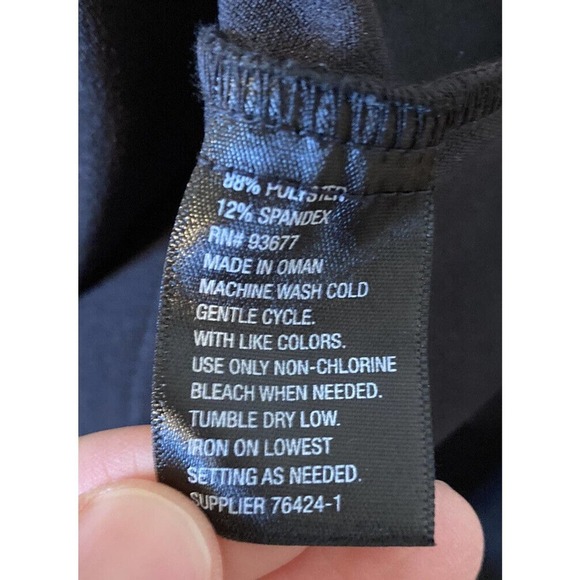 88% POLYSTER
12% SPANDEX
RN# 93677
MADE IN OMAN
MACHINE WASH COLD
GENTLE CYCLE.
WITH LIKE COLORS.
USE ONLY NON-CHLORINE
BLEACH WHEN NEEDED.
TUMBLE DRY LOW.
IRON ON LOWEST
SETTING AS NEEDED.
SUPPLIER 76424-1